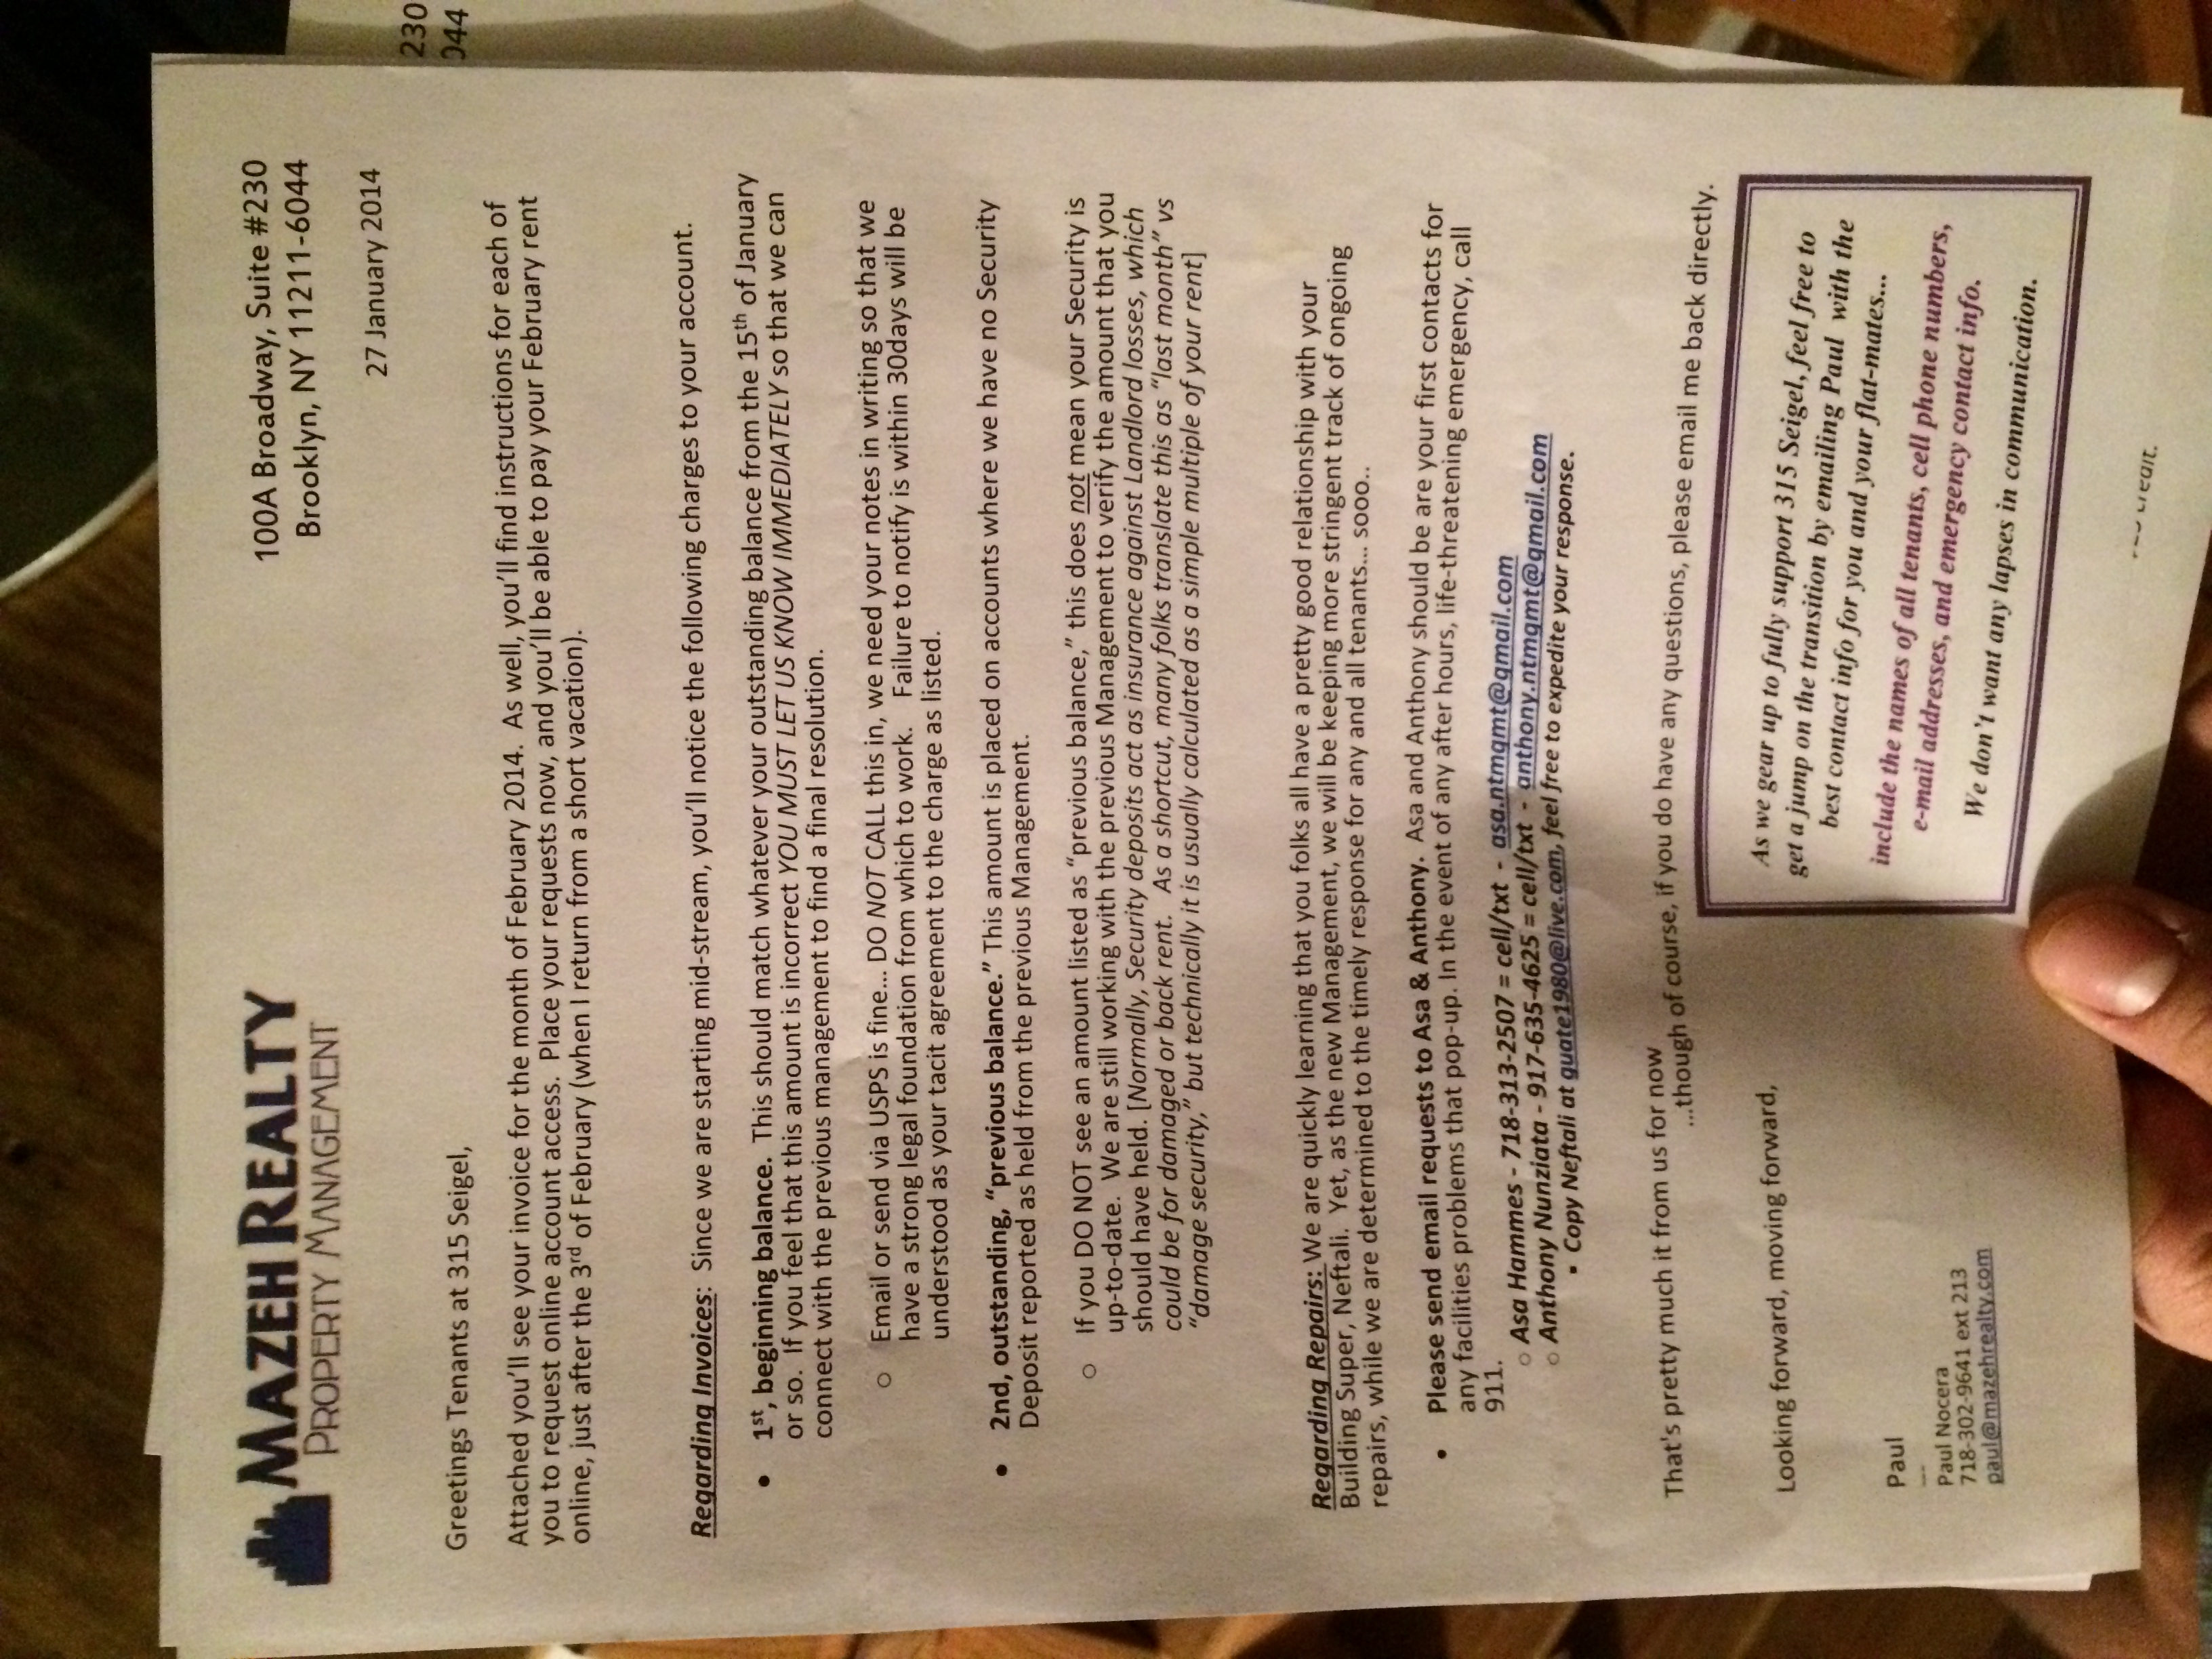 MAZEH REALTY
PROPERTY MANAGEMENT
100A Broadway, Suite #230
Brooklyn, NY 11211-6044
27 January 2014
230
044
Greetings Tenants at 315 Seigel,
Attached you'll see your invoice for the month of February 2014.  As well, you'll find instructions for each of
you to request online account access.  Place your requests now, and you'll be able to pay your February rent
online, just after the 3rd of February (when I return from a short vacation).
Regarding Invoices:  Since we are starting mid-stream, you'll notice the following charges to your account.
• 1st, beginning balance.  This should match whatever your outstanding balance from the 15th of January
or so.  If you feel that this amount is incorrect YOU MUST LET US KNOW IMMEDIATELY so that we can
connect with the previous management to find a final resolution.
o Email or send via USPS is fine... DO NOT CALL this in, we need your notes in writing so that we
have a strong legal foundation from which to work.   Failure to notify is within 30days will be
understood as your tacit agreement to the charge as listed.
• 2nd, outstanding, “previous balance.” This amount is placed on accounts where we have no Security
Deposit reported as held from the previous Management.
o If you DO NOT see an amount listed as “previous balance,” this does not mean your Security is
up-to-date.  We are still working with the previous Management to verify the amount that you
should have held. [Normally, Security deposits act as insurance against Landlord losses, which
could be for damaged or back rent.   As a shortcut, many folks translate this as “last month” vs
“damage security,” but technically it is usually calculated as a simple multiple of your rent]
Regarding Repairs: We are quickly learning that you folks all have a pretty good relationship with your
Building Super, Neftali.  Yet, as the new Management, we will be keeping more stringent track of ongoing
repairs, while we are determined to the timely response for any and all tenants... sooo..
• Please send email requests to Asa & Anthony.  Asa and Anthony should be are your first contacts for
any facilities problems that pop-up. In the event of any after hours, life-threatening emergency, call
911.
o Asa Hammes - 718-313-2507 = cell/txt  -  asa.ntmgmt@gmail.com
o Anthony Nunziata - 917-635-4625 = cell/txt  -  anthony.ntmgmt@gmail.com
▪ Copy Neftali at guate1980@live.com, feel free to expedite your response.
That's pretty much it from us for now
...though of course, if you do have any questions, please email me back directly.
Looking forward, moving forward,
Paul
---
Paul Nocera
718-302-9641 ext 213
paul@mazehrealty.com
As we gear up to fully support 315 Seigel, feel free to
get a jump on the transition by emailing Paul  with the
best contact info for you and your flat-mates...
include the names of all tenants, cell phone numbers,
e-mail addresses, and emergency contact info.
We don't want any lapses in communication.
credit.